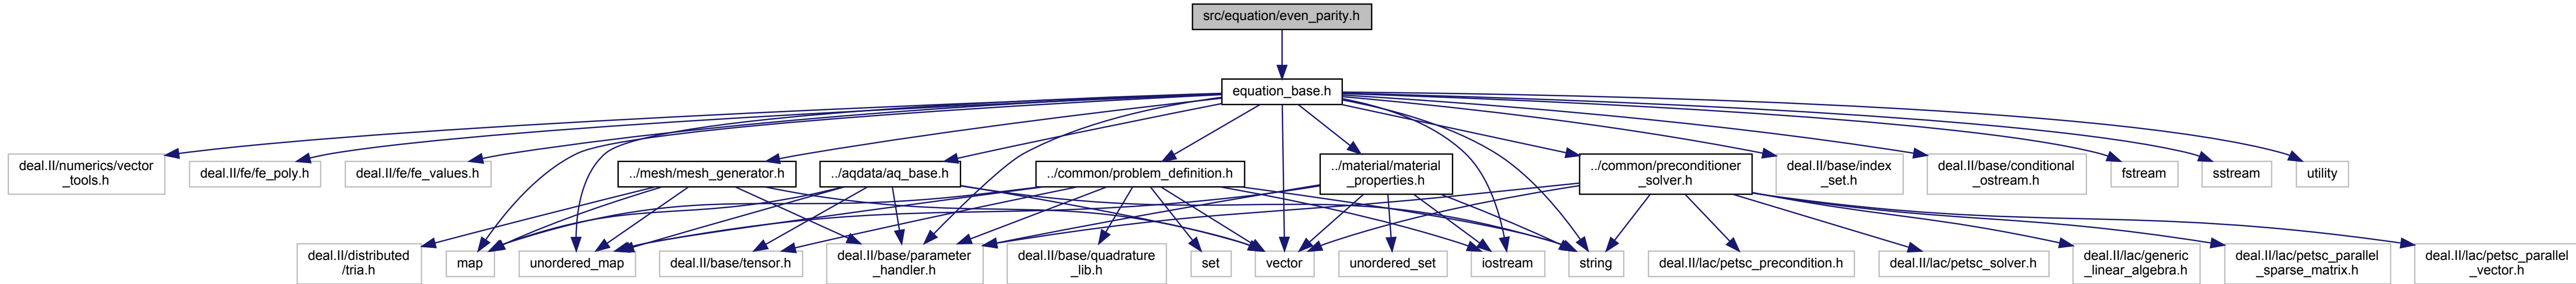 src/equation/even_parity.h
equation_base.h
deal.II/numerics/vector
_tools.h
deal.II/fe/fe_poly.h
deal.II/fe/fe_values.h
../mesh/mesh_generator.h
../aqdata/aq_base.h
../common/problem_definition.h
../material/material
_properties.h
../common/preconditioner
_solver.h
deal.II/base/index
_set.h
deal.II/base/conditional
_ostream.h
fstream
sstream
utility
deal.II/distributed
/tria.h
map
unordered_map
deal.II/base/tensor.h
deal.II/base/parameter
_handler.h
deal.II/base/quadrature
_lib.h
set
vector
unordered_set
iostream
string
deal.II/lac/petsc_precondition.h
deal.II/lac/petsc_solver.h
deal.II/lac/generic
_linear_algebra.h
deal.II/lac/petsc_parallel
_sparse_matrix.h
deal.II/lac/petsc_parallel
_vector.h